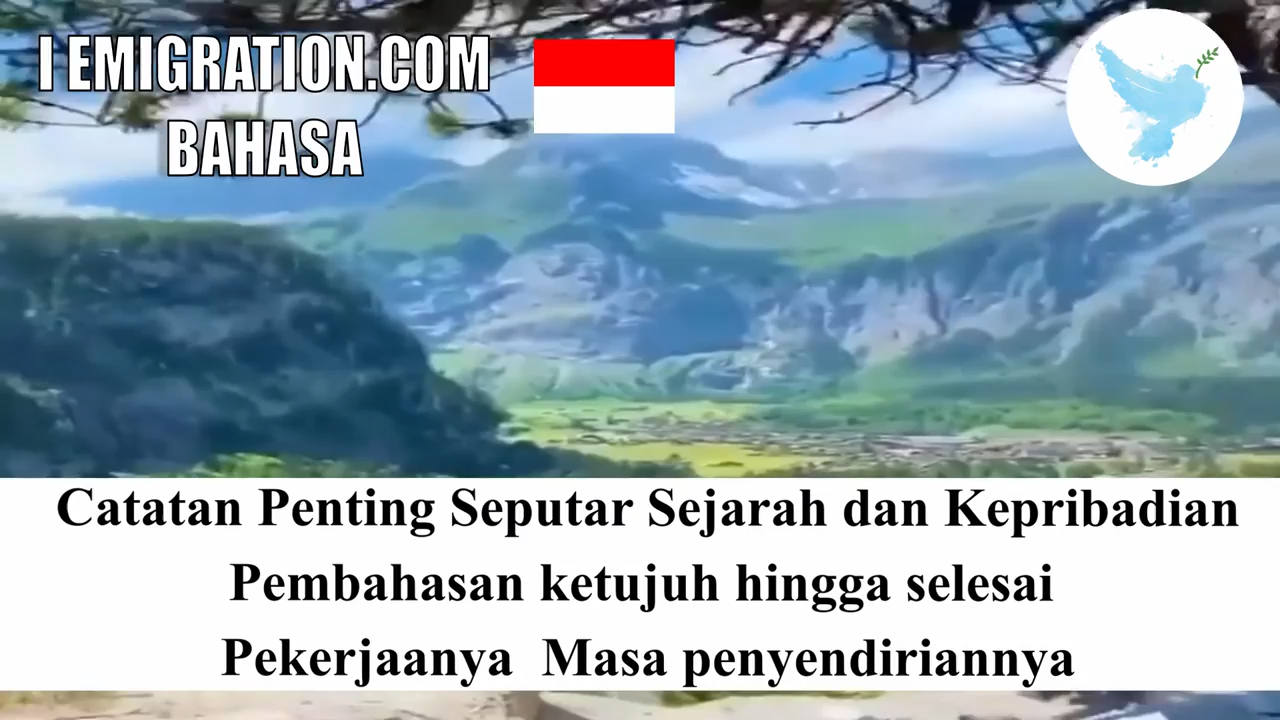 I EMIGRATION.COM
BAHASA
Catatan Penting Seputar Sejarah dan Kepribadian
Pembahasan ketujuh hingga selesai
Pekerjaanya Masa penyendiriannya